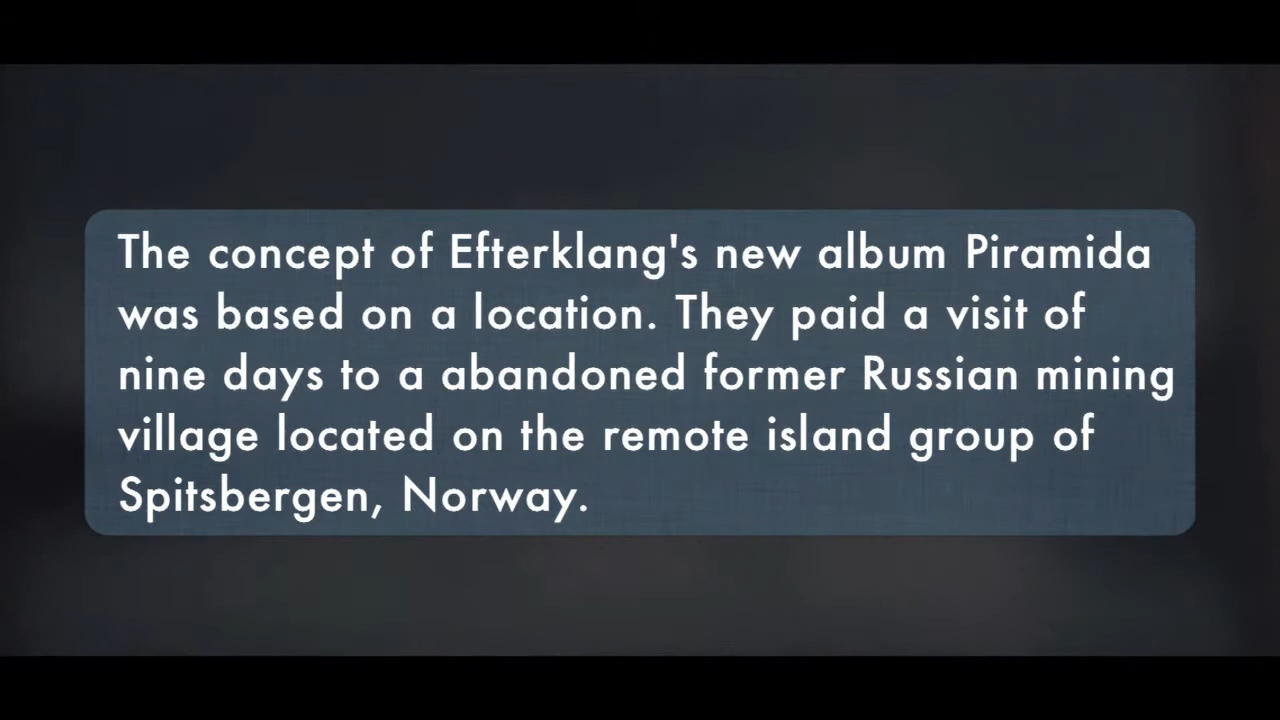 The concept of Efterklang's new album Piramida
was based on a location. They paid a visit of
nine days to a abandoned former Russian mining
village located on the remote island group of
Spitsbergen, Norway.